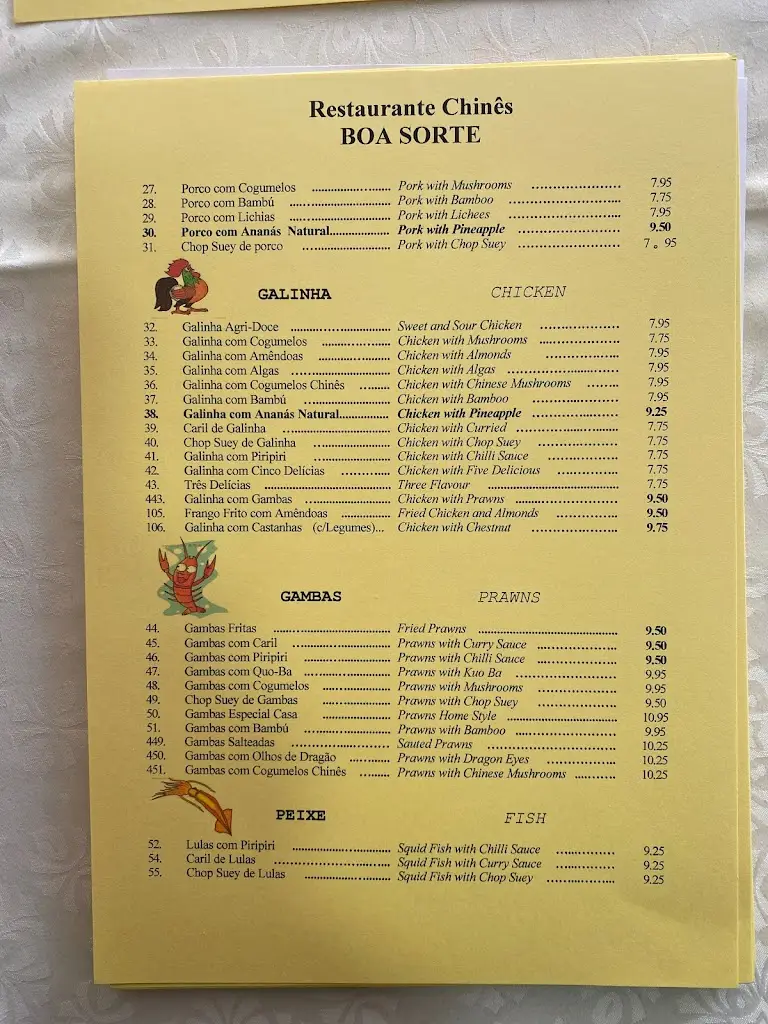 Restaurante Chinês
BOA SORTE
27. Porco com Cogumelos ........................ Pork with Mushrooms ........................ 7.95
28. Porco com Bambú ........................ Pork with Bamboo ........................ 7.75
29. Porco com Lichias ........................ Pork with Lichees ........................ 7.95
30. Porco com Ananás Natural.................. Pork with Pineapple ........................ 9.50
31. Chop Suey de porco ........................ Pork with Chop Suey ........................ 7。95
GALINHA CHICKEN
32. Galinha Agri-Doce ........................ Sweet and Sour Chicken .................. 7.95
33. Galinha com Cogumelos .................. Chicken with Mushrooms .................. 7.75
34. Galinha com Amêndoas .................. Chicken with Almonds .................. 7.95
35. Galinha com Algas ........................ Chicken with Algas ........................ 7.95
36. Galinha com Cogumelos Chinês ........ Chicken with Chinese Mushrooms ........ 7.95
37. Galinha com Bambú ........................ Chicken with Bamboo ........................ 7.95
38. Galinha com Ananás Natural............... Chicken with Pineapple ..................... 9.25
39. Caril de Galinha ........................ Chicken with Curried ........................ 7.75
40. Chop Suey de Galinha .................. Chicken with Chop Suey .................. 7.75
41. Galinha com Piripiri .................. Chicken with Chilli Sauce .................. 7.75
42. Galinha com Cinco Delícias ............ Chicken with Five Delicious ............ 7.75
43. Três Delícias .............................. Three Flavour .............................. 7.75
443. Galinha com Gambas .................. Chicken with Prawns ........................ 9.50
105. Frango Frito com Amêndoas ............ Fried Chicken and Almonds ............ 9.50
106. Galinha com Castanhas (c/Legumes)... Chicken with Chestnut .................. 9.75
GAMBAS PRAWNS
44. Gambas Fritas ........................ Fried Prawns .............................. 9.50
45. Gambas com Caril ........................ Prawns with Curry Sauce .................. 9.50
46. Gambas com Piripiri .................. Prawns with Chilli Sauce .................. 9.50
47. Gambas com Quo-Ba .................. Prawns with Kuo Ba ........................ 9.95
48. Gambas com Cogumelos .................. Prawns with Mushrooms .................. 9.95
49. Chop Suey de Gambas .................. Prawns with Chop Suey .................. 9.50
50. Gambas Especial Casa .................. Prawns Home Style ........................ 10.95
51. Gambas com Bambú ........................ Prawns with Bamboo ........................ 9.95
449. Gambas Salteadas ........................ Sauted Prawns ........................ 10.25
450. Gambas com Olhos de Dragão ............ Prawns with Dragon Eyes .................. 10.25
451. Gambas com Cogumelos Chinês ........ Prawns with Chinese Mushrooms .......... 10.25
PEIXE FISH
52. Lulas com Piripiri ........................ Squid Fish with Chilli Sauce ............ 9.25
54. Caril de Lulas .............................. Squid Fish with Curry Sauce ............ 9.25
55. Chop Suey de Lulas ........................ Squid Fish with Chop Suey .................. 9.25